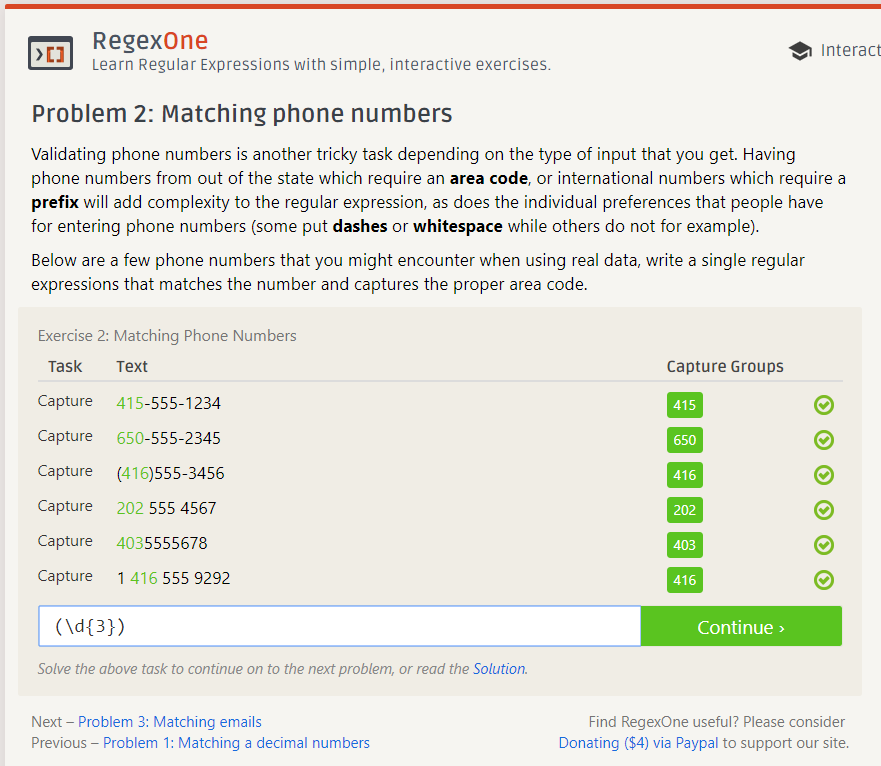 RegexOne
Learn Regular Expressions with simple, interactive exercises.
Interact
Problem 2: Matching phone numbers
Validating phone numbers is another tricky task depending on the type of input that you get. Having
phone numbers from out of the state which require an area code, or international numbers which require a
prefix will add complexity to the regular expression, as does the individual preferences that people have
for entering phone numbers (some put dashes or whitespace while others do not for example).
Below are a few phone numbers that you might encounter when using real data, write a single regular
expressions that matches the number and captures the proper area code.
Exercise 2: Matching Phone Numbers
Task Text Capture Groups
Capture 415-555-1234 415
Capture 650-555-2345 650
Capture (416)555-3456 416
Capture 202 555 4567 202
Capture 4035555678 403
Capture 1 416 555 9292 416
(\d{3}) Continue ›
Solve the above task to continue on to the next problem, or read the Solution.
Next – Problem 3: Matching emails Find RegexOne useful? Please consider
Previous – Problem 1: Matching a decimal numbers Donating ($4) via Paypal to support our site.